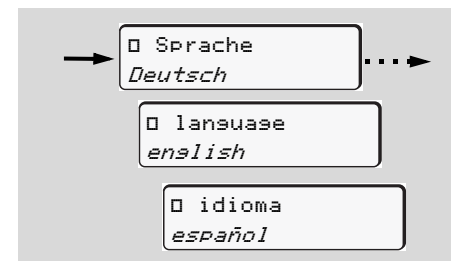 ▯ Sprache
Deutsch
▯ language
english
▯ idioma
español